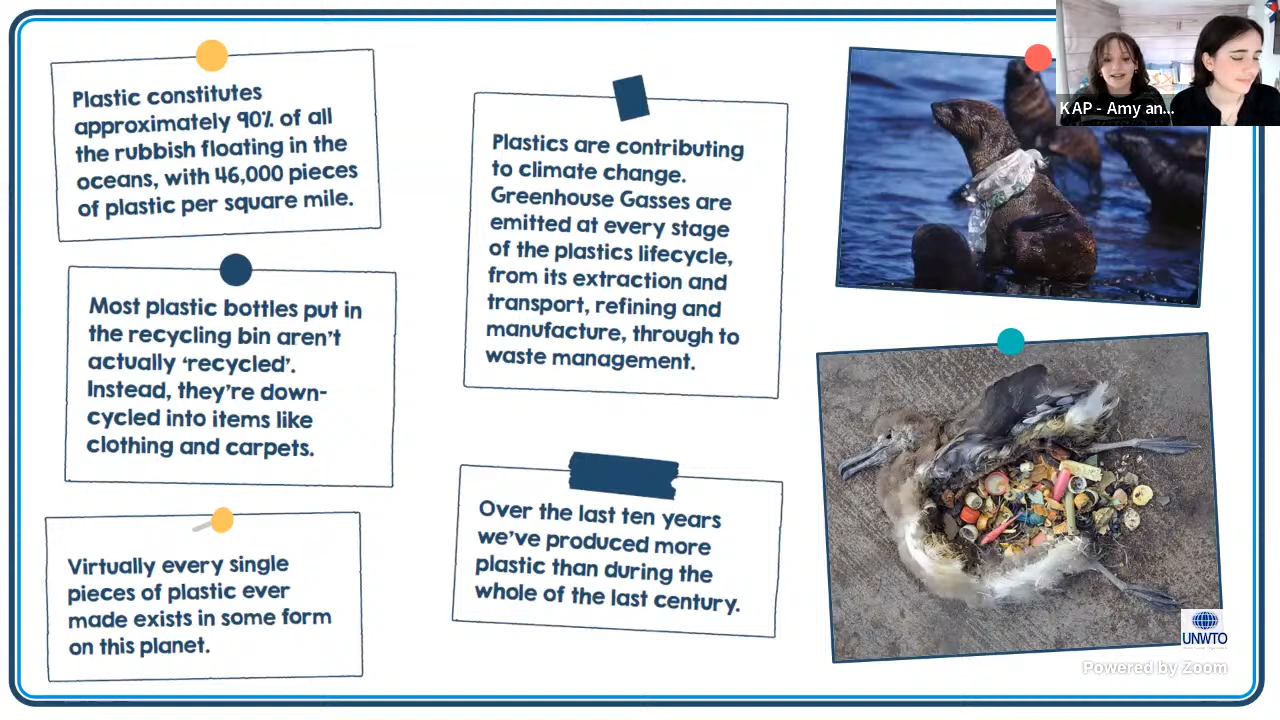 Plastic constitutes
approximately 90% of all
the rubbish floating in the
oceans, with 46,000 pieces
of plastic per square mile.
Most plastic bottles put in
the recycling bin aren't
actually 'recycled'.
Instead, they're down-
cycled into items like
clothing and carpets.
Virtually every single
pieces of plastic ever
made exists in some form
on this planet.
Plastics are contributing
to climate change.
Greenhouse Gasses are
emitted at every stage
of the plastics lifecycle,
from its extraction and
transport, refining and
manufacture, through to
waste management.
Over the last ten years
we've produced more
plastic than during the
whole of the last century.
KAP - Amy an...
UNWTO
Powered by Zoom